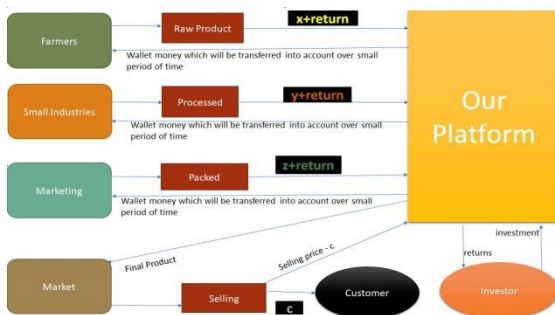 Farmers
Raw Product
x+return
Wallet money which will be transferred into account over small
period of time
Small Industries
Processed
y+return
Wallet money which will be transferred into account over small
period of time
Marketing
Packed
z+return
Wallet money which will be transferred into account over small
period of time
Our
Platform
Final Product
Selling price - c
returns
investment
Market
Selling
C
Customer
Investor